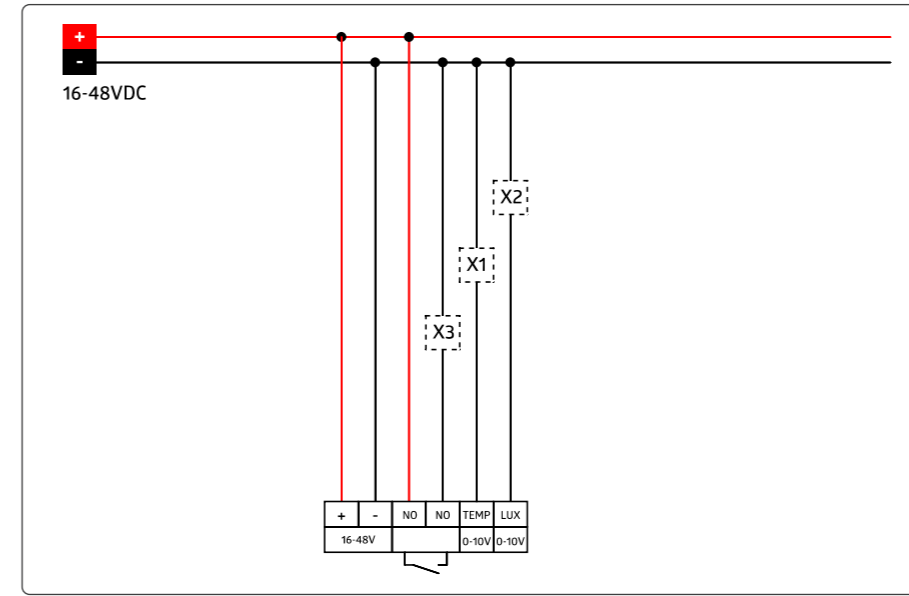 +
-
16-48VDC
X2
X1
X3
+ - NO NO TEMP LUX
16-48V 0-10V 0-10V